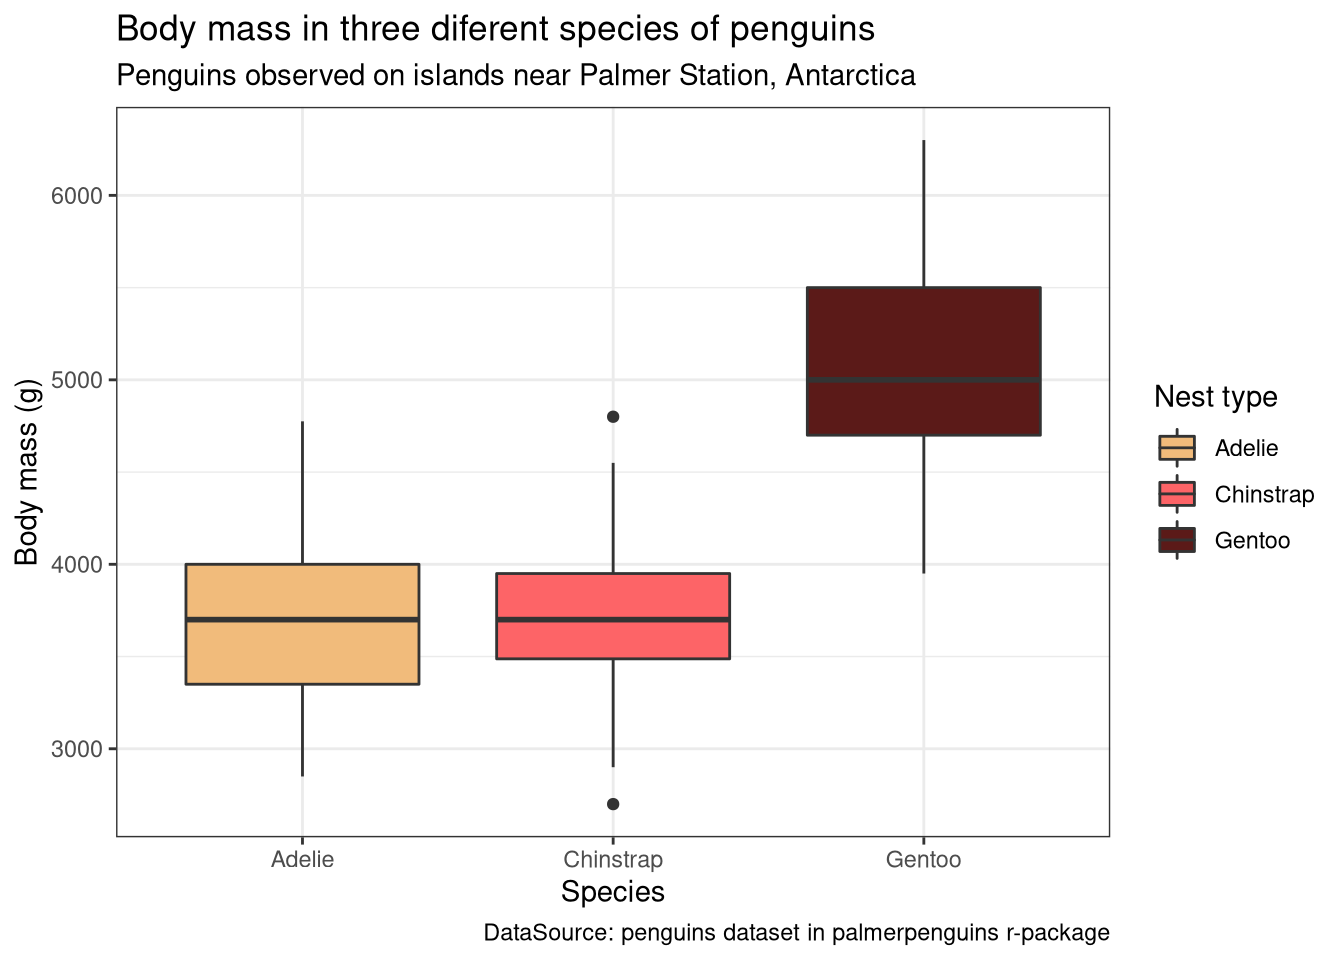 Body mass in three diferent species of penguins
Penguins observed on islands near Palmer Station, Antarctica
6000
5000
4000
3000
Body mass (g)
Adelie
Chinstrap
Gentoo
Species
DataSource: penguins dataset in palmerpenguins r-package
Nest type
Adelie
Chinstrap
Gentoo